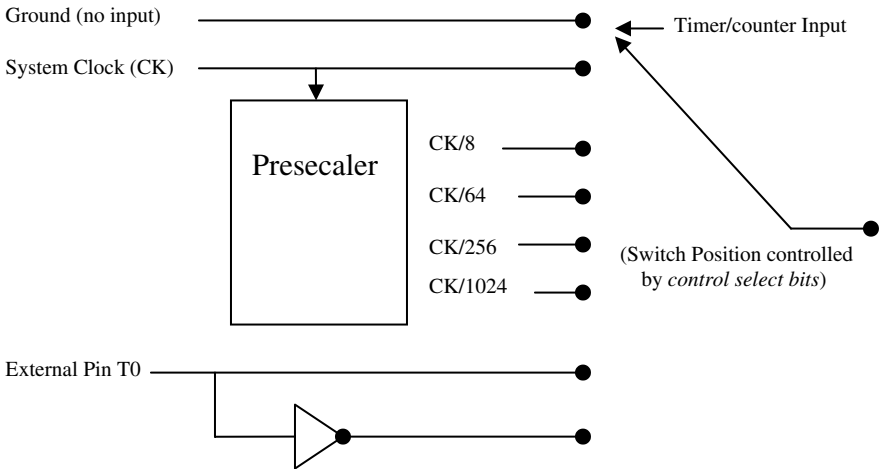 Ground (no input)
Timer/counter Input
System Clock (CK)
Presecaler
CK/8
CK/64
CK/256
CK/1024
(Switch Position controlled
by control select bits)
External Pin T0